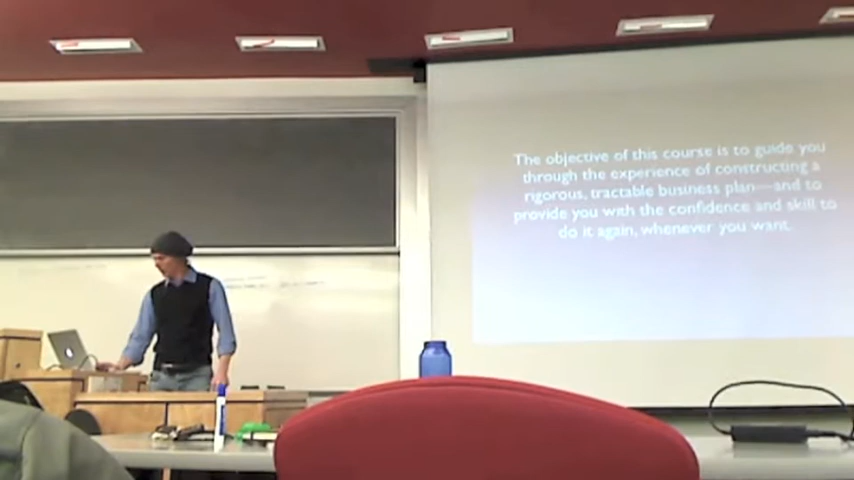 The objective of this course is to guide you
through the experience of constructing a
rigorous, tractable business plan—and to
provide you with the confidence and skill to
do it again, whenever you want.